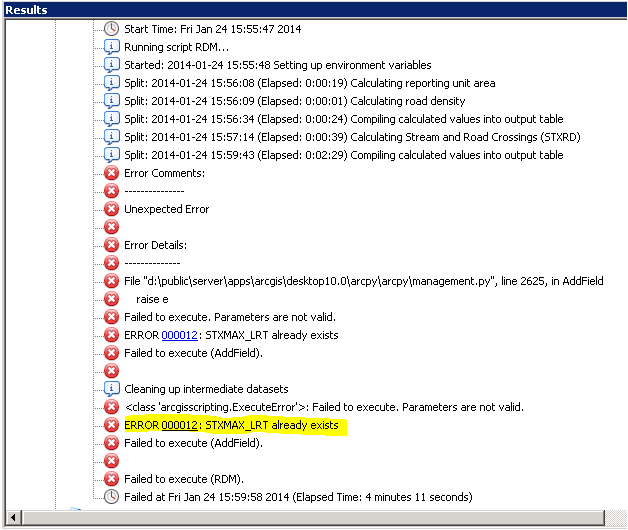 Results
Start Time: Fri Jan 24 15:55:47 2014
Running script RDM...
Started: 2014-01-24 15:55:48 Setting up environment variables
Split: 2014-01-24 15:56:08 (Elapsed: 0:00:19) Calculating reporting unit area
Split: 2014-01-24 15:56:09 (Elapsed: 0:00:01) Calculating road density
Split: 2014-01-24 15:56:34 (Elapsed: 0:00:24) Compiling calculated values into output table
Split: 2014-01-24 15:57:14 (Elapsed: 0:00:39) Calculating Stream and Road Crossings (STXRD)
Split: 2014-01-24 15:59:43 (Elapsed: 0:02:29) Compiling calculated values into output table
Error Comments:
---------------
Unexpected Error
Error Details:
--------------
File "d:\public\server\apps\arcgis\desktop10.0\arcpy\arcpy\management.py", line 2625, in AddField
raise e
Failed to execute. Parameters are not valid.
ERROR 000012: STXMAX_LRT already exists
Failed to execute (AddField).
Cleaning up intermediate datasets
<class 'arcgisscripting.ExecuteError'>: Failed to execute. Parameters are not valid.
ERROR 000012: STXMAX_LRT already exists
Failed to execute (AddField).
Failed to execute (RDM).
Failed at Fri Jan 24 15:59:58 2014 (Elapsed Time: 4 minutes 11 seconds)